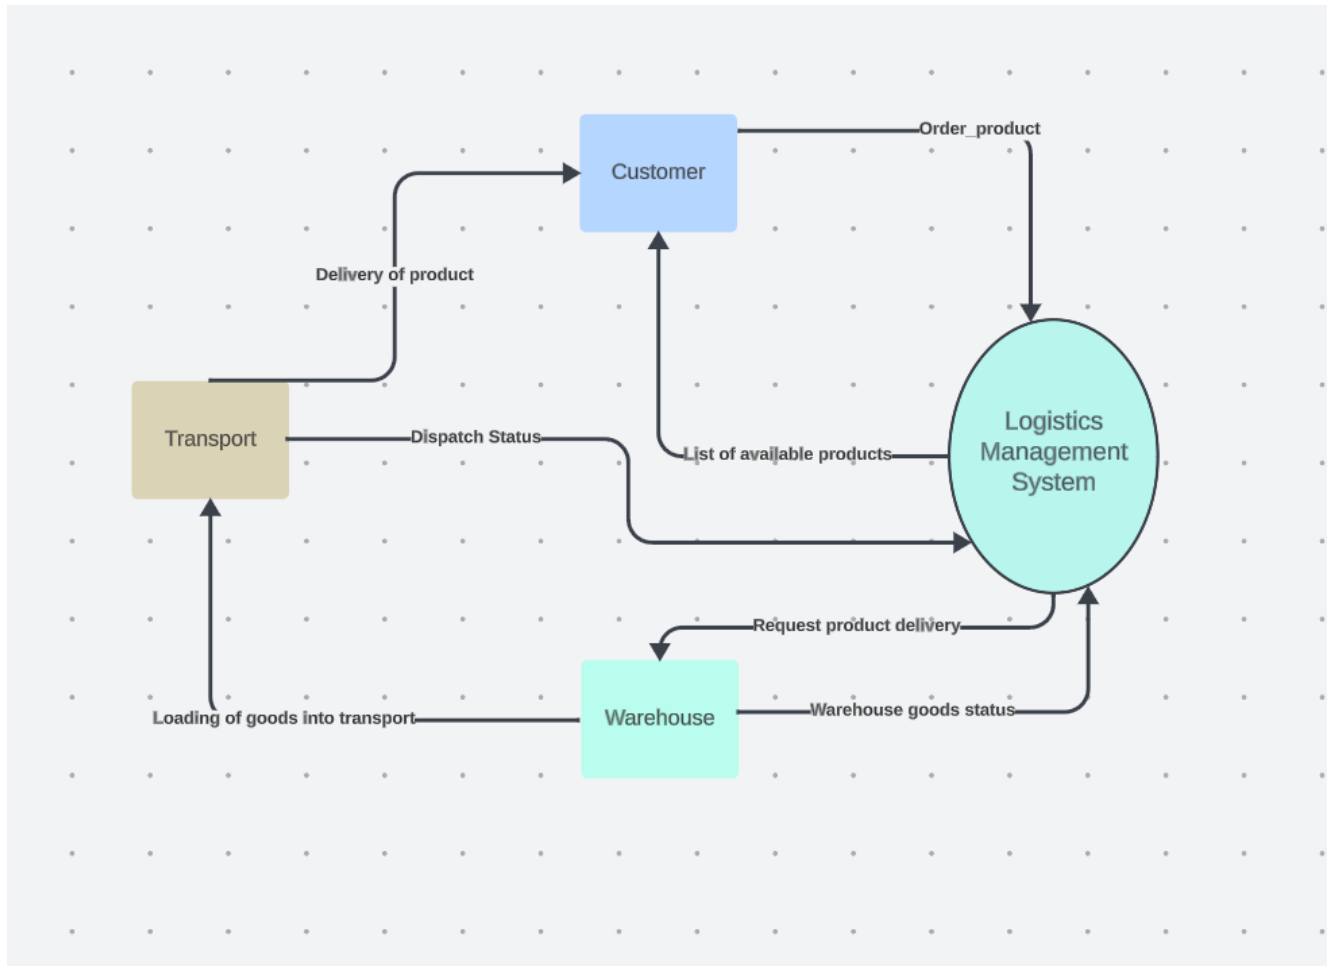 Customer
Order_product
Delivery of product
Transport
Dispatch Status
List of available products
Logistics
Management
System
Request product delivery
Warehouse goods status
Loading of goods into transport
Warehouse